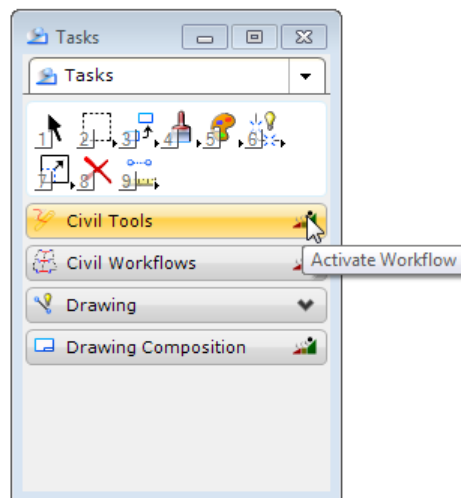 Tasks
Tasks
1 2 3 4 5 6
7 8 9
Civil Tools
Activate Workflow
Civil Workflows
Drawing
Drawing Composition